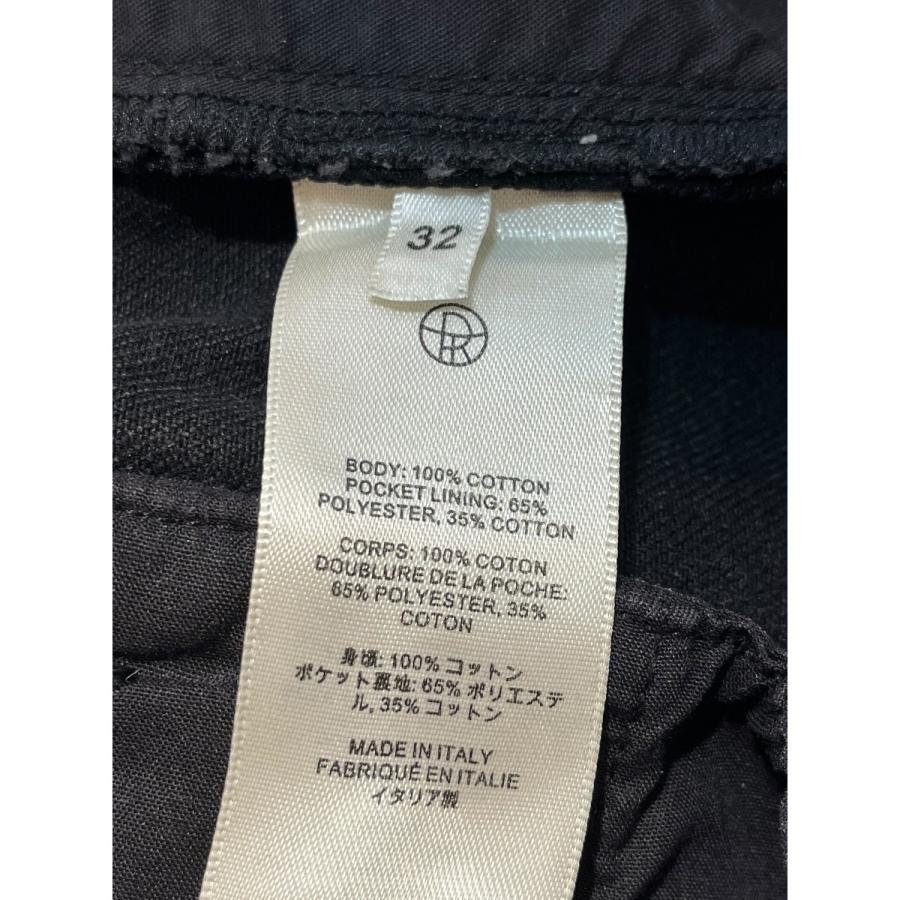 32
BODY: 100% COTTON
POCKET LINING: 65%
POLYESTER, 35% COTTON
CORPS: 100% COTON
DOUBLURE DE LA POCHE:
65% POLYESTER, 35%
COTON
身頃: 100% コットン
ポケット裏地: 65% ポリエステ
ル, 35% コットン
MADE IN ITALY
FABRIQUÉ EN ITALIE
イタリア製